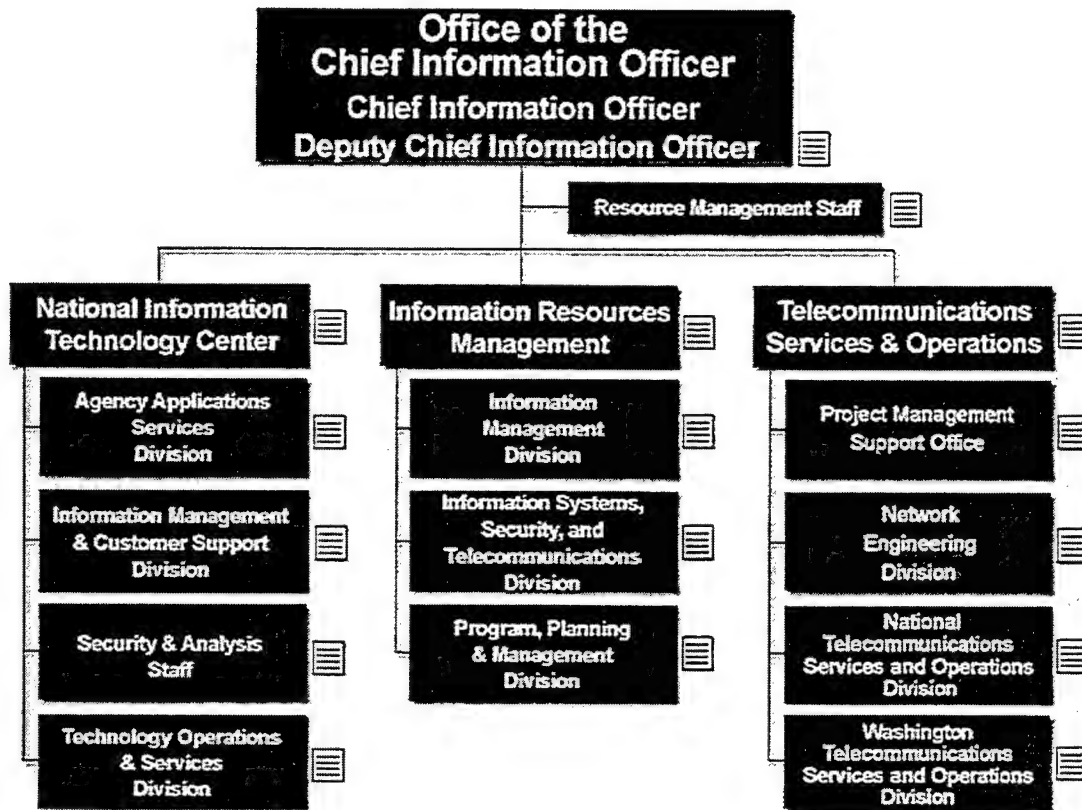 Office of the
Chief Information Officer
Chief Information Officer
Deputy Chief Information Officer
Resource Management Staff
National Information
Technology Center
Information Resources
Management
Telecommunications
Services & Operations
Agency Applications
Services
Division
Information
Management
Division
Project Management
Support Office
Information Management
& Customer Support
Division
Information Systems,
Security, and
Telecommunications
Division
Network
Engineering
Division
Security & Analysis
Staff
Program, Planning
& Management
Division
National
Telecommunications
Services and Operations
Division
Technology Operations
& Services
Division
Washington
Telecommunications
Services and Operations
Division